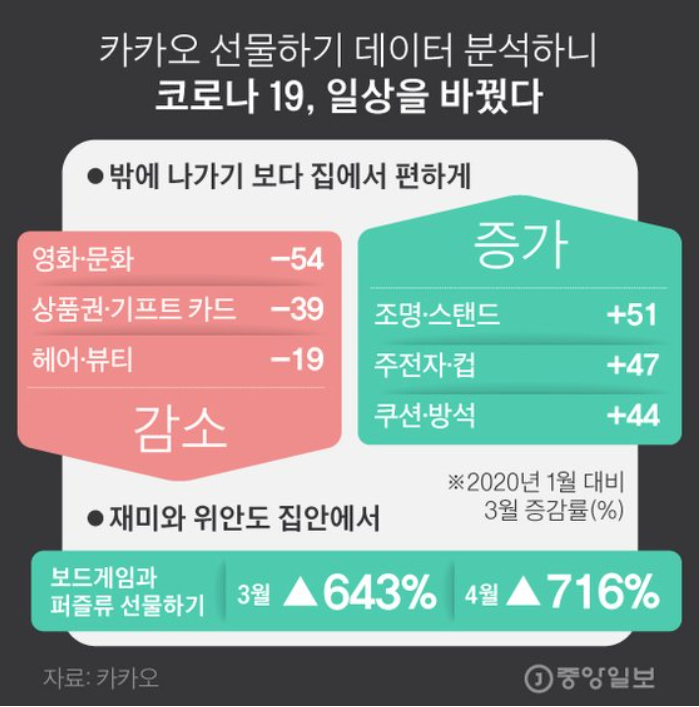 카카오 선물하기 데이터 분석하니
코로나 19, 일상을 바꿨다
●밖에 나가기 보다 집에서 편하게
영화·문화 -54
상품권·기프트 카드 -39
헤어·뷰티 -19
감소
증가
조명·스탠드 +51
주전자·컵 +47
쿠션·방석 +44
※2020년 1월 대비
3월 증감률(%)
●재미와 위안도 집안에서
보드게임과
퍼즐류 선물하기
3월 ▲643%
4월 ▲716%
자료: 카카오
J중앙일보